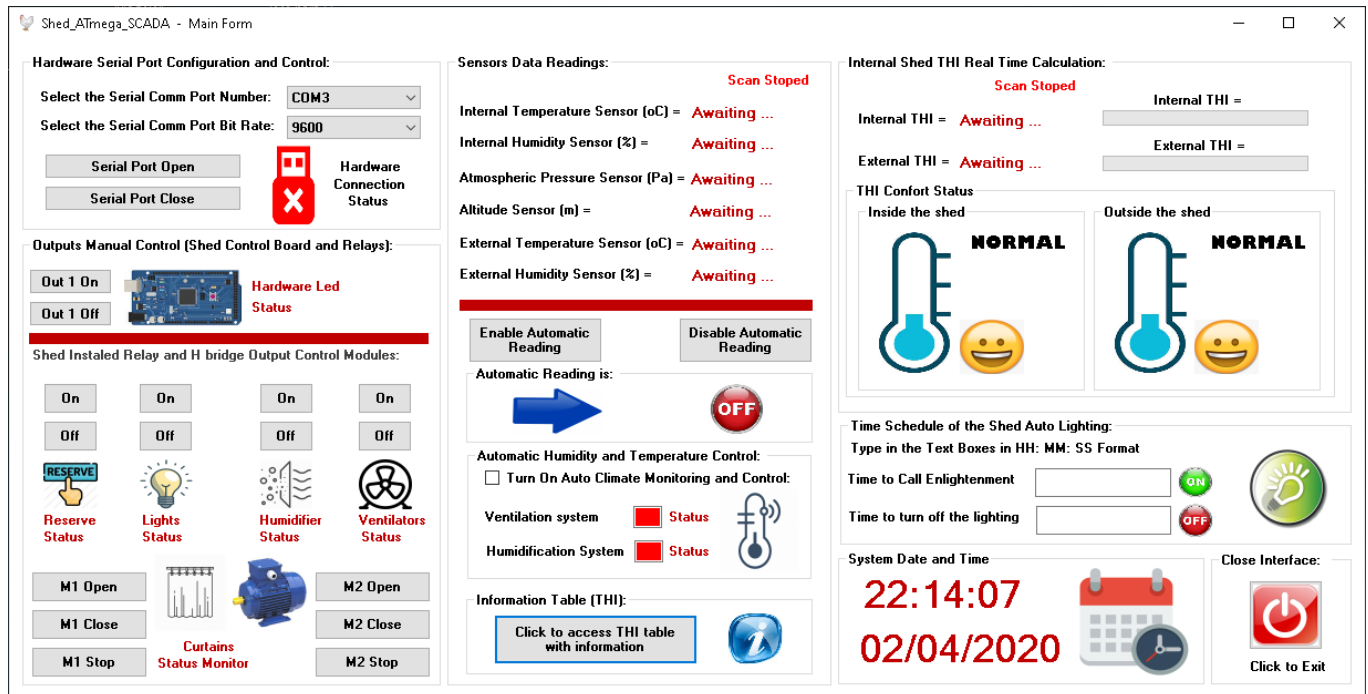 Shed_ATmega_SCADA - Main Form
Hardware Serial Port Configuration and Control:
Select the Serial Comm Port Number: COM3
Select the Serial Comm Port Bit Rate: 9600
Serial Port Open
Serial Port Close
Hardware
Connection
Status
Outputs Manual Control (Shed Control Board and Relays):
Out 1 On
Out 1 Off
Hardware Led
Status
Shed Instaled Relay and H bridge Output Control Modules:
On On On On
Off Off Off Off
RESERVE
Reserve
Status
Lights
Status
Humidifier
Status
Ventilators
Status
M1 Open
M1 Close
M1 Stop
Curtains
Status Monitor
M2 Open
M2 Close
M2 Stop
Sensors Data Readings:
Scan Stoped
Internal Temperature Sensor (oC) = Awaiting ...
Internal Humidity Sensor (%) = Awaiting ...
Atmospheric Pressure Sensor (Pa) = Awaiting ...
Altitude Sensor (m) = Awaiting ...
External Temperature Sensor (oC) = Awaiting ...
External Humidity Sensor (%) = Awaiting ...
Enable Automatic
Reading
Disable Automatic
Reading
Automatic Reading is:
OFF
Automatic Humidity and Temperature Control:
Turn On Auto Climate Monitoring and Control:
Ventilation system Status
Humidification System Status
Information Table (THI):
Click to access THI table
with information
i
Internal Shed THI Real Time Calculation:
Scan Stoped
Internal THI = Awaiting ...
Internal THI =
External THI = Awaiting ...
External THI =
THI Confort Status
Inside the shed
NORMAL
Outside the shed
NORMAL
Time Schedule of the Shed Auto Lighting:
Type in the Text Boxes in HH: MM: SS Format
Time to Call Enlightenment ON
Time to turn off the lighting OFF
System Date and Time
22:14:07
02/04/2020
Close Interface:
Click to Exit